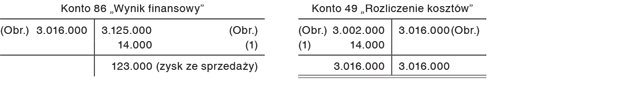 Konto 86 „Wynik finansowy”
(Obr.) 3.016.000 3.125.000 (Obr.)
14.000 (1)
123.000 (zysk ze sprzedaży)
Konto 49 „Rozliczenie kosztów”
(Obr.) 3.002.000 3.016.000(Obr.)
(1) 14.000
3.016.000 3.016.000